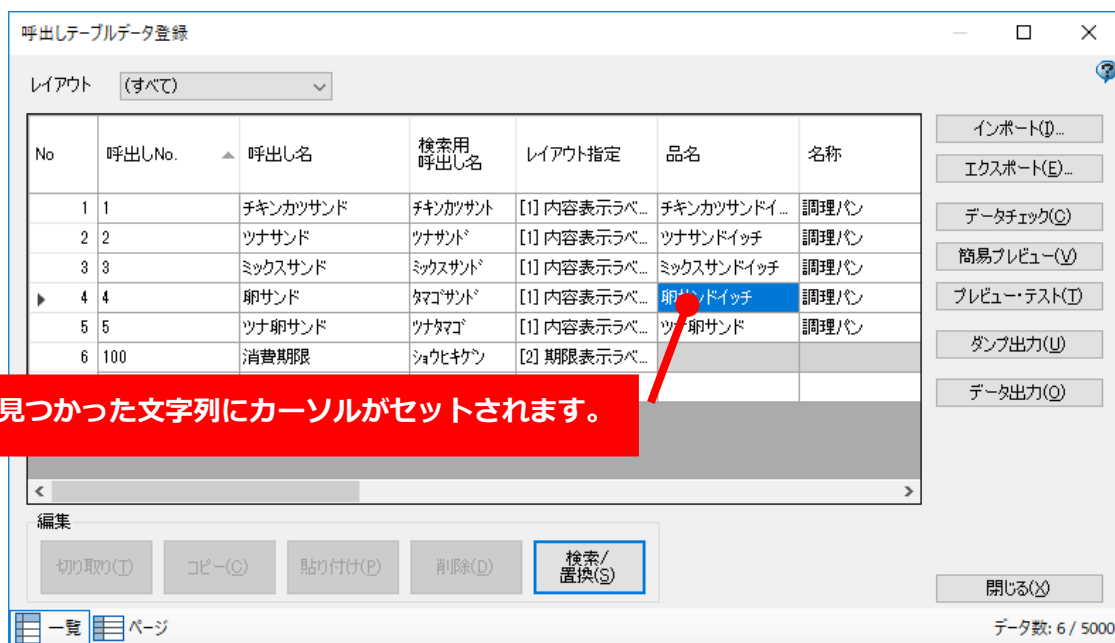 呼出しテーブルデータ登録
レイアウト (すべて)
No 呼出しNo. 呼出し名 検索用 呼出し名 レイアウト指定 品名 名称
1 1 チキンカツサンド ﾁｷﾝｶﾂｻﾝﾄ [1] 内容表示ラベ... チキンカツサンドイ... 調理パン
2 2 ツナサンド ﾂﾅｻﾝﾄﾞ [1] 内容表示ラベ... ツナサンドイッチ 調理パン
3 3 ミックスサンド ﾐｯｸｽｻﾝﾄﾞ [1] 内容表示ラベ... ミックスサンドイッチ 調理パン
4 4 卵サンド ﾀﾏｺﾞｻﾝﾄﾞ [1] 内容表示ラベ... 卵サンドイッチ 調理パン
5 5 ツナ卵サンド ﾂﾅﾀﾏｺﾞ [1] 内容表示ラベ... ツナ卵サンド 調理パン
6 100 消費期限 ｼｮｳﾋｷｹﾞﾝ [2] 期限表示ラベ...
見つかった文字列にカーソルがセットされます。
インポート(I)...
エクスポート(E)...
データチェック(C)
簡易プレビュー(V)
プレビュー・テスト(T)
ダンプ出力(U)
データ出力(O)
編集
切り取り(T) コピー(C) 貼り付け(P) 削除(D) 検索/
置換(S)
閉じる(X)
一覧 ページ データ数: 6 / 5000